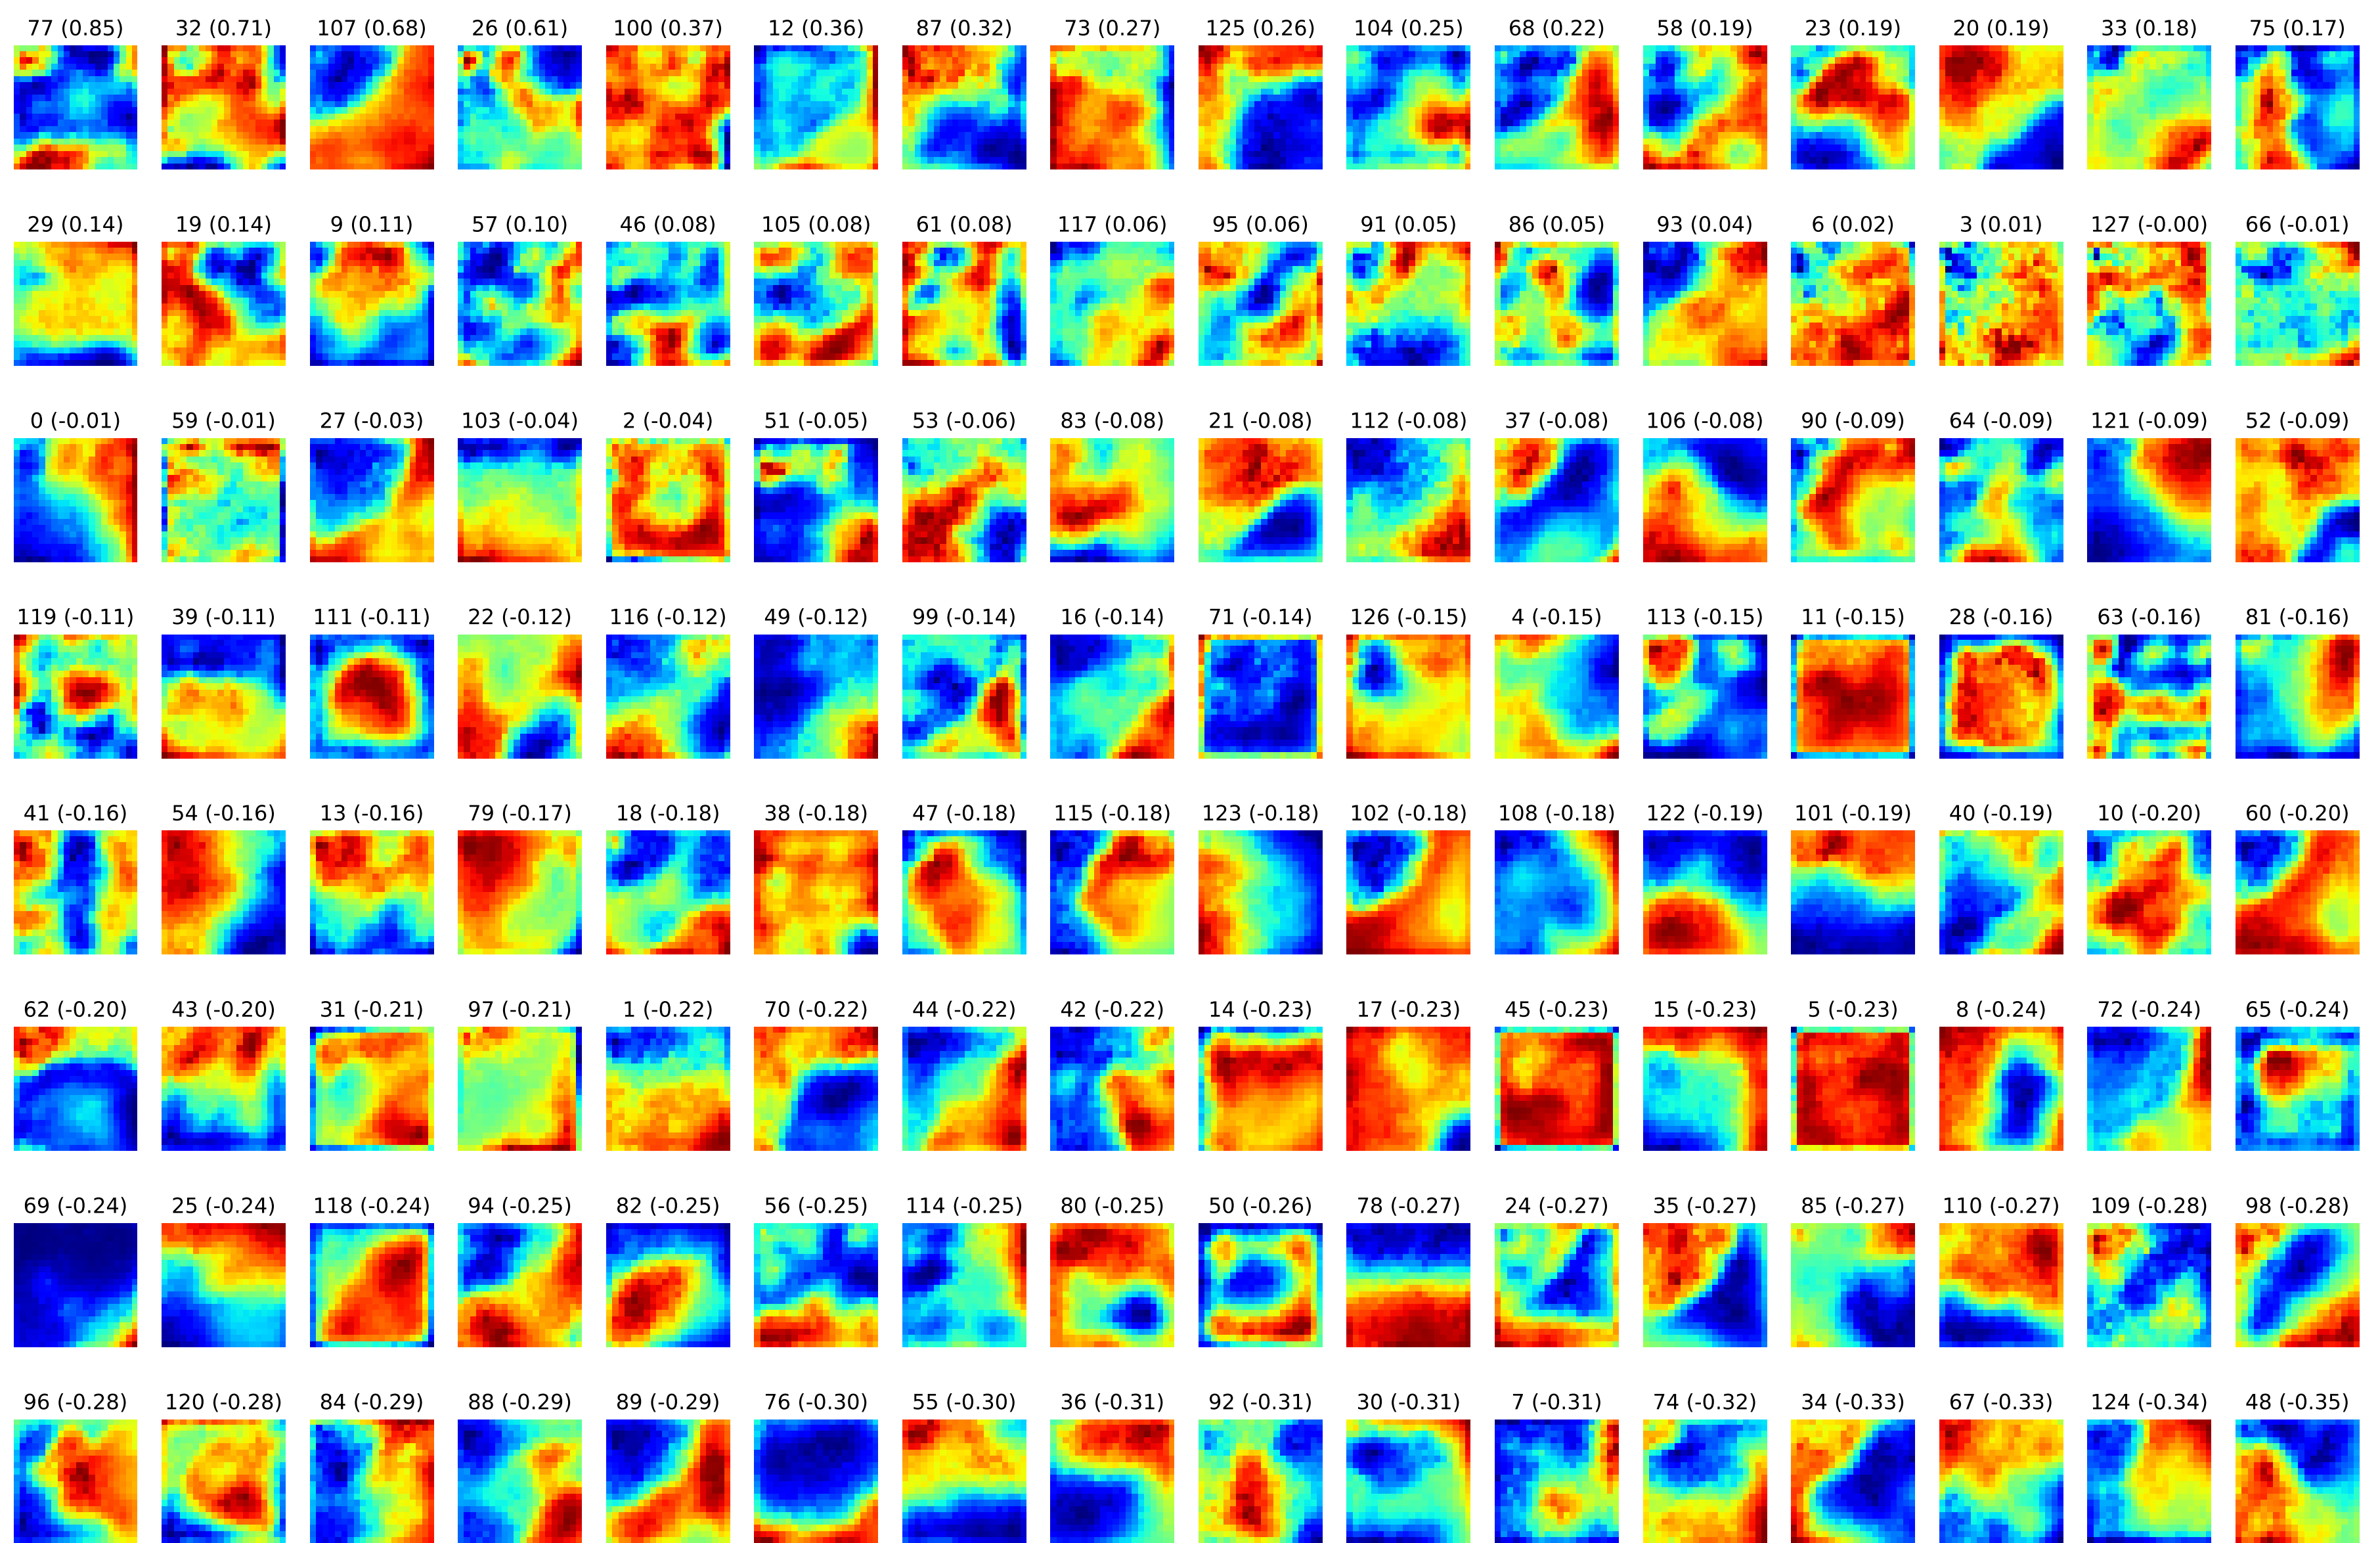 77 (0.85) 32 (0.71) 107 (0.68) 26 (0.61) 100 (0.37) 12 (0.36) 87 (0.32) 73 (0.27) 125 (0.26) 104 (0.25) 68 (0.22) 58 (0.19) 23 (0.19) 20 (0.19) 33 (0.18) 75 (0.17)
29 (0.14) 19 (0.14) 9 (0.11) 57 (0.10) 46 (0.08) 105 (0.08) 61 (0.08) 117 (0.06) 95 (0.06) 91 (0.05) 86 (0.05) 93 (0.04) 6 (0.02) 3 (0.01) 127 (-0.00) 66 (-0.01)
0 (-0.01) 59 (-0.01) 27 (-0.03) 103 (-0.04) 2 (-0.04) 51 (-0.05) 53 (-0.06) 83 (-0.08) 21 (-0.08) 112 (-0.08) 37 (-0.08) 106 (-0.08) 90 (-0.09) 64 (-0.09) 121 (-0.09) 52 (-0.09)
119 (-0.11) 39 (-0.11) 111 (-0.11) 22 (-0.12) 116 (-0.12) 49 (-0.12) 99 (-0.14) 16 (-0.14) 71 (-0.14) 126 (-0.15) 4 (-0.15) 113 (-0.15) 11 (-0.15) 28 (-0.16) 63 (-0.16) 81 (-0.16)
41 (-0.16) 54 (-0.16) 13 (-0.16) 79 (-0.17) 18 (-0.18) 38 (-0.18) 47 (-0.18) 115 (-0.18) 123 (-0.18) 102 (-0.18) 108 (-0.18) 122 (-0.19) 101 (-0.19) 40 (-0.19) 10 (-0.20) 60 (-0.20)
62 (-0.20) 43 (-0.20) 31 (-0.21) 97 (-0.21) 1 (-0.22) 70 (-0.22) 44 (-0.22) 42 (-0.22) 14 (-0.23) 17 (-0.23) 45 (-0.23) 15 (-0.23) 5 (-0.23) 8 (-0.24) 72 (-0.24) 65 (-0.24)
69 (-0.24) 25 (-0.24) 118 (-0.24) 94 (-0.25) 82 (-0.25) 56 (-0.25) 114 (-0.25) 80 (-0.25) 50 (-0.26) 78 (-0.27) 24 (-0.27) 35 (-0.27) 85 (-0.27) 110 (-0.27) 109 (-0.28) 98 (-0.28)
96 (-0.28) 120 (-0.28) 84 (-0.29) 88 (-0.29) 89 (-0.29) 76 (-0.30) 55 (-0.30) 36 (-0.31) 92 (-0.31) 30 (-0.31) 7 (-0.31) 74 (-0.32) 34 (-0.33) 67 (-0.33) 124 (-0.34) 48 (-0.35)